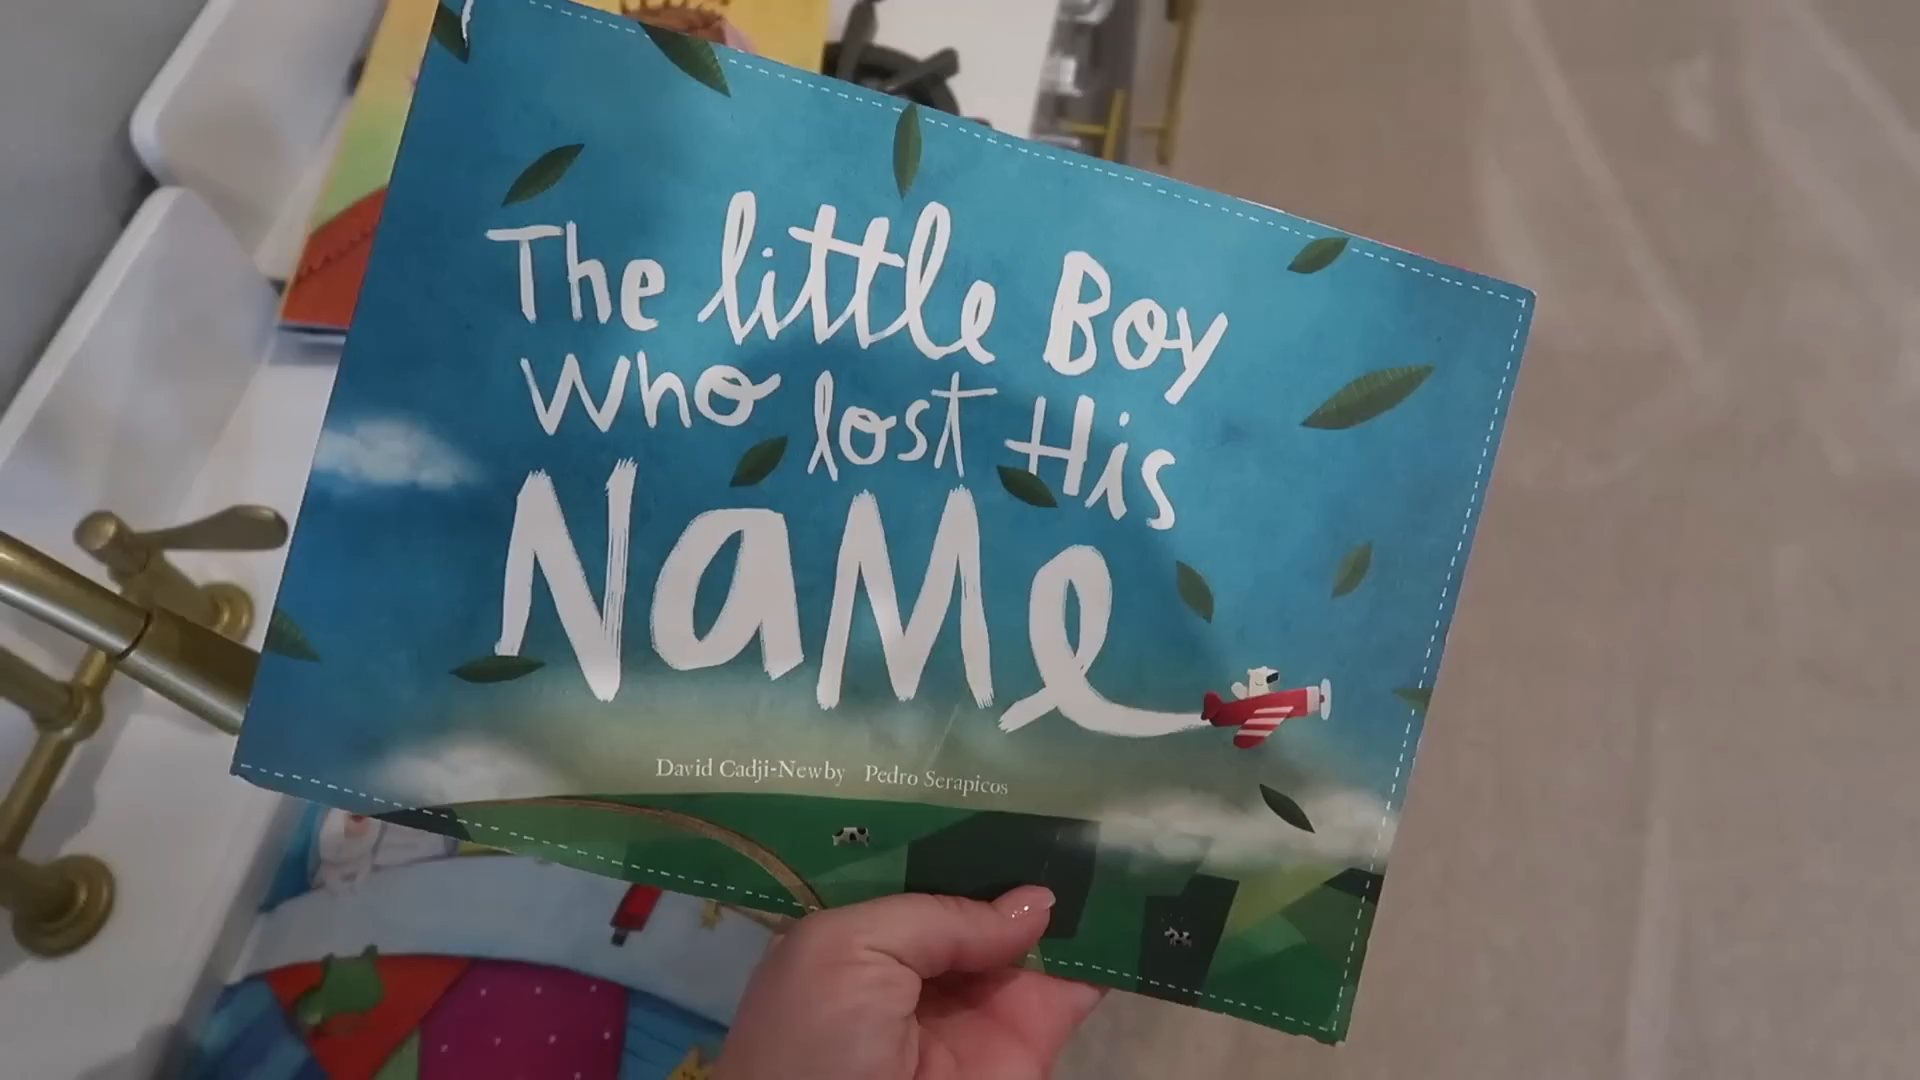 The little Boy
Who lost His
NaMe
David Cadji-Newby Pedro Serapicos